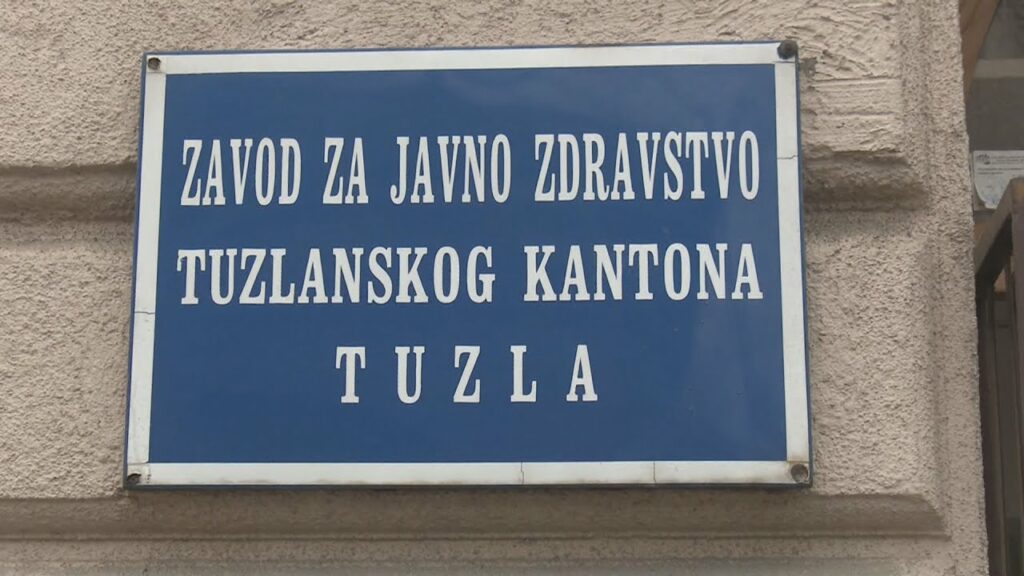 ZAVOD ZA JAVNO ZDRAVSTVO
TUZLANSKOG KANTONA
TUZLA